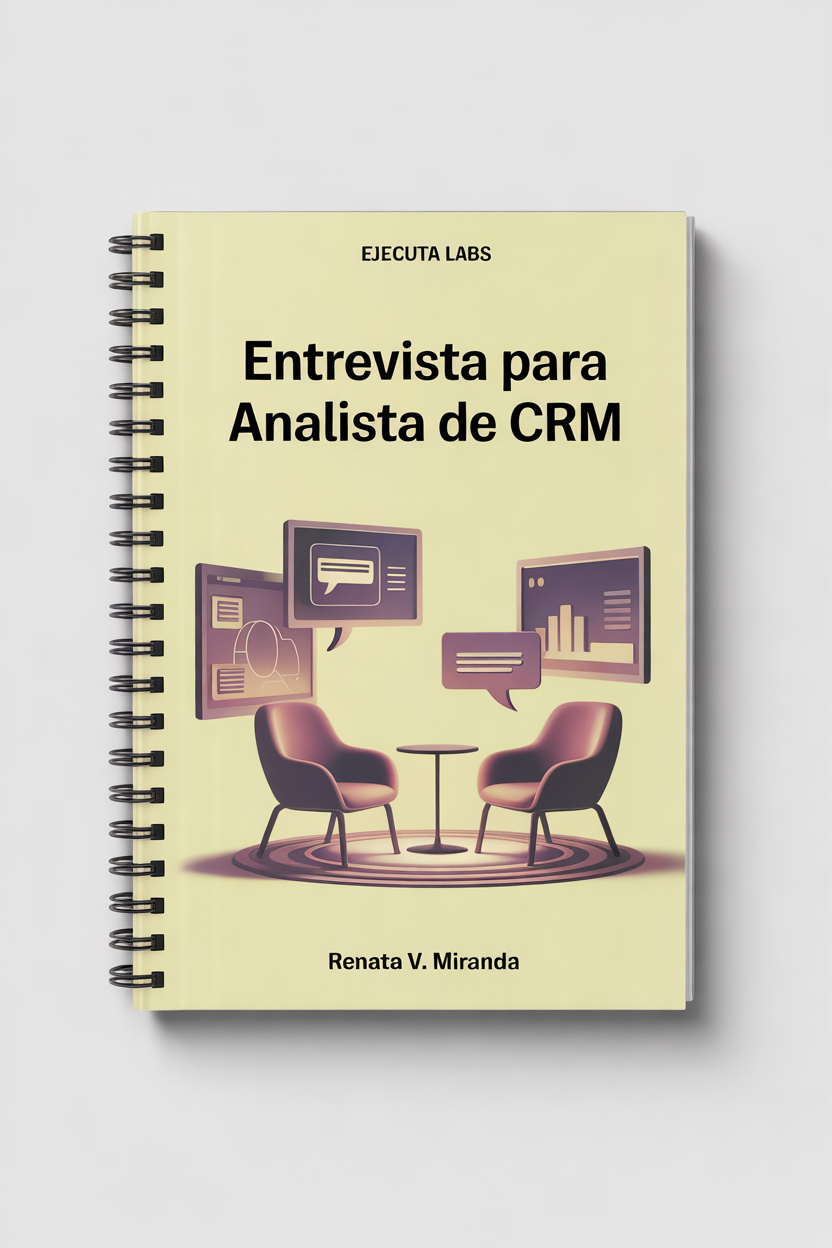 EJECUTA LABS
Entrevista para
Analista de CRM
Renata V. Miranda